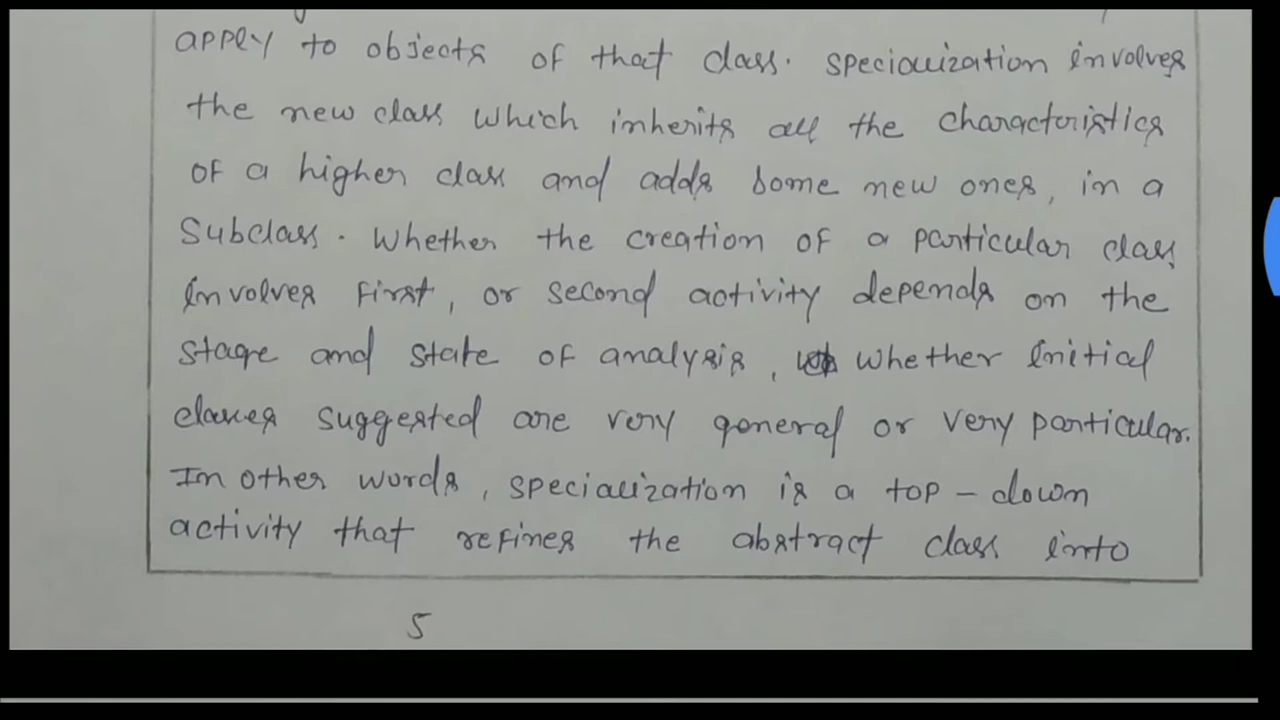 apply to objects of that class. specialization involves
the new class which inherits all the characteristics
of a higher class and adds some new ones, in a
Subclass. Whether the creation of a particular class
involves first, or second activity depends on the
stage and state of analysis, whether initial
classes suggested are very general or very particular.
In other words, specialization is a top-down
activity that refines the abstract class into
5